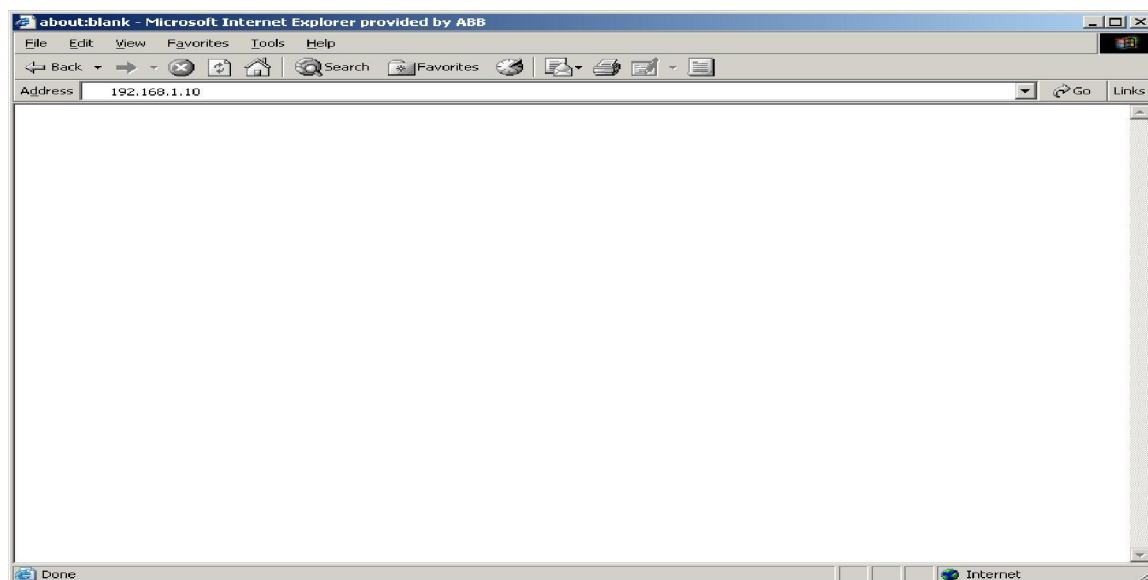 about:blank - Microsoft Internet Explorer provided by ABB
File Edit View Favorites Tools Help
Back Search Favorites
Address 192.168.1.10 Go Links
Done Internet